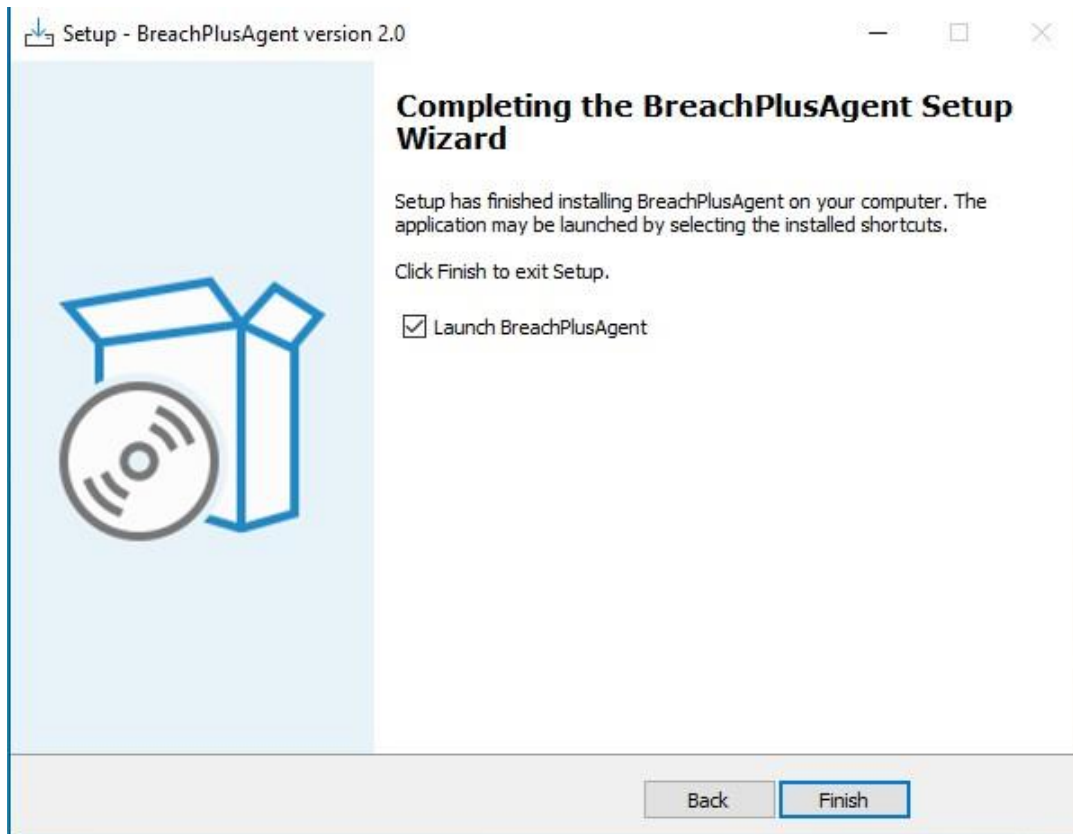 Setup - BreachPlusAgent version 2.0
Completing the BreachPlusAgent Setup
Wizard
Setup has finished installing BreachPlusAgent on your computer. The
application may be launched by selecting the installed shortcuts.
Click Finish to exit Setup.
Launch BreachPlusAgent
Back
Finish